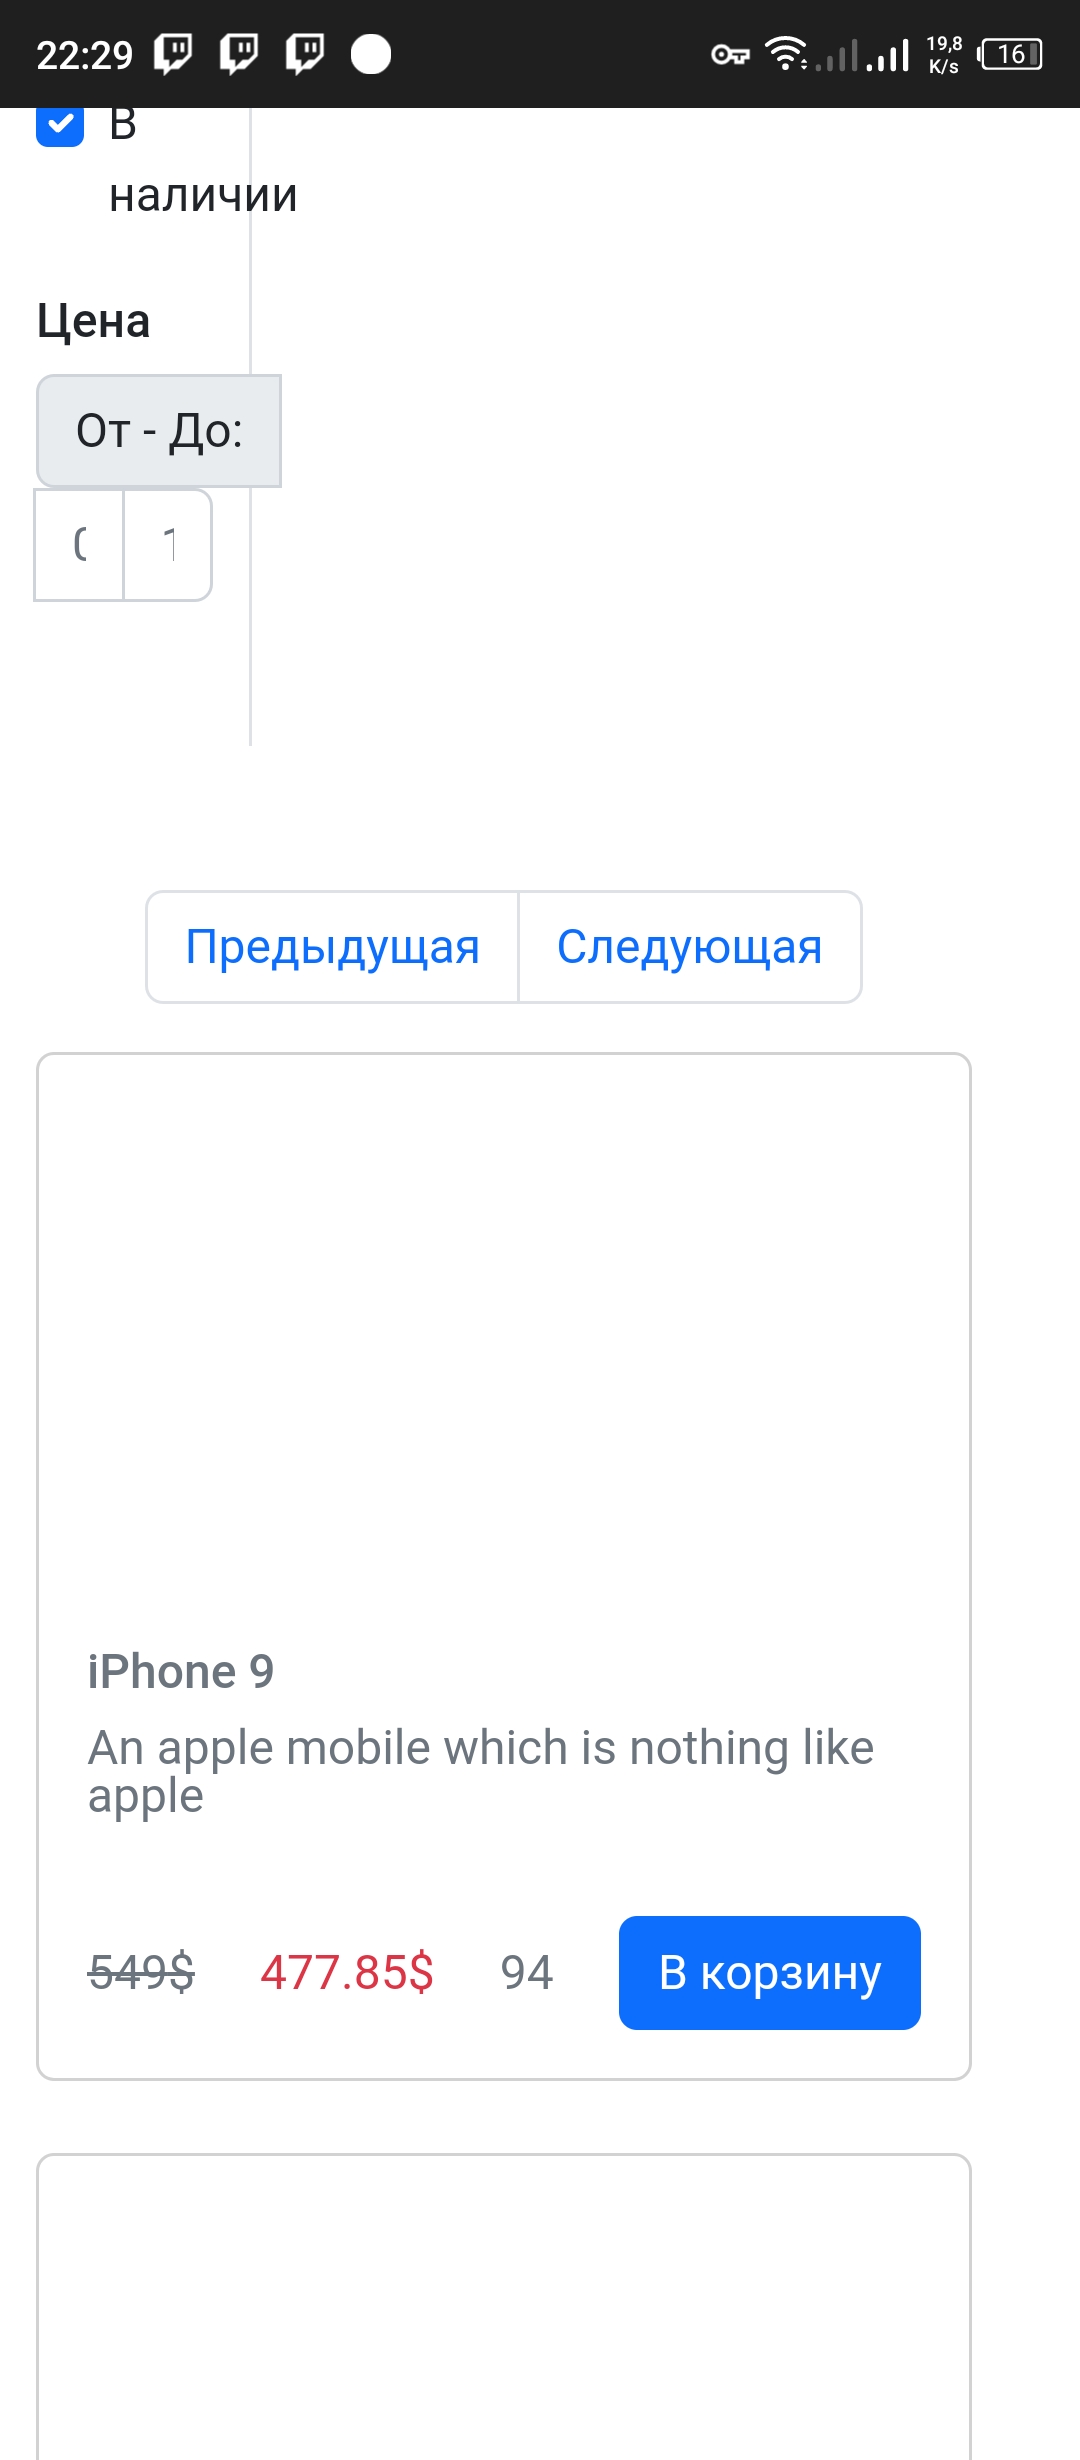 22:29
19,8
K/s
16
В
наличии
Цена
От - До:
Предыдущая
Следующая
iPhone 9
An apple mobile which is nothing like
apple
549$ 477.85$ 94 В корзину